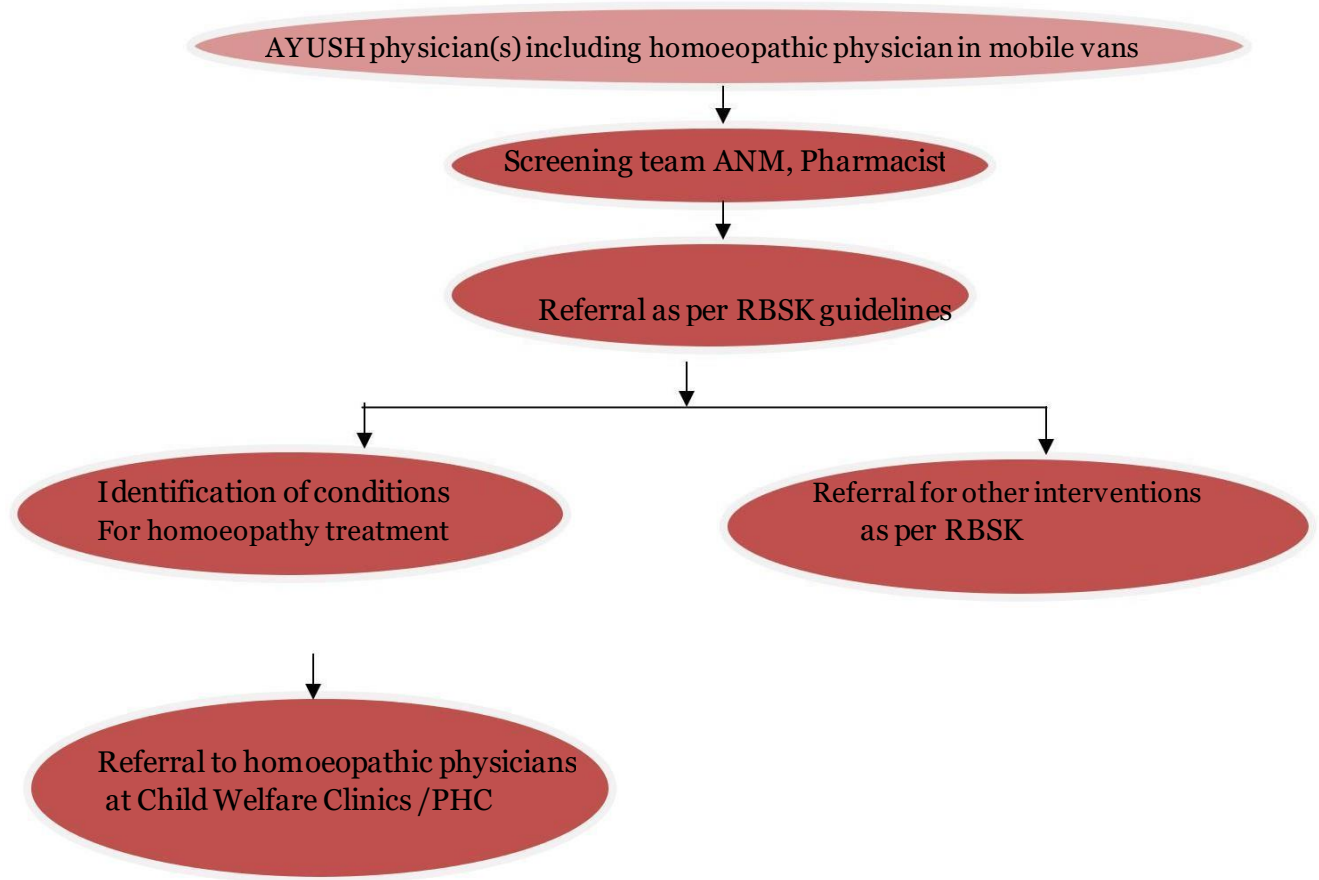 AYUSH physician(s) including homoeopathic physician in mobile vans
Screening team ANM, Pharmacist
Referral as per RBSK guidelines
Identification of conditions
For homoeopathy treatment
Referral for other interventions
as per RBSK
Referral to homoeopathic physicians
at Child Welfare Clinics /PHC